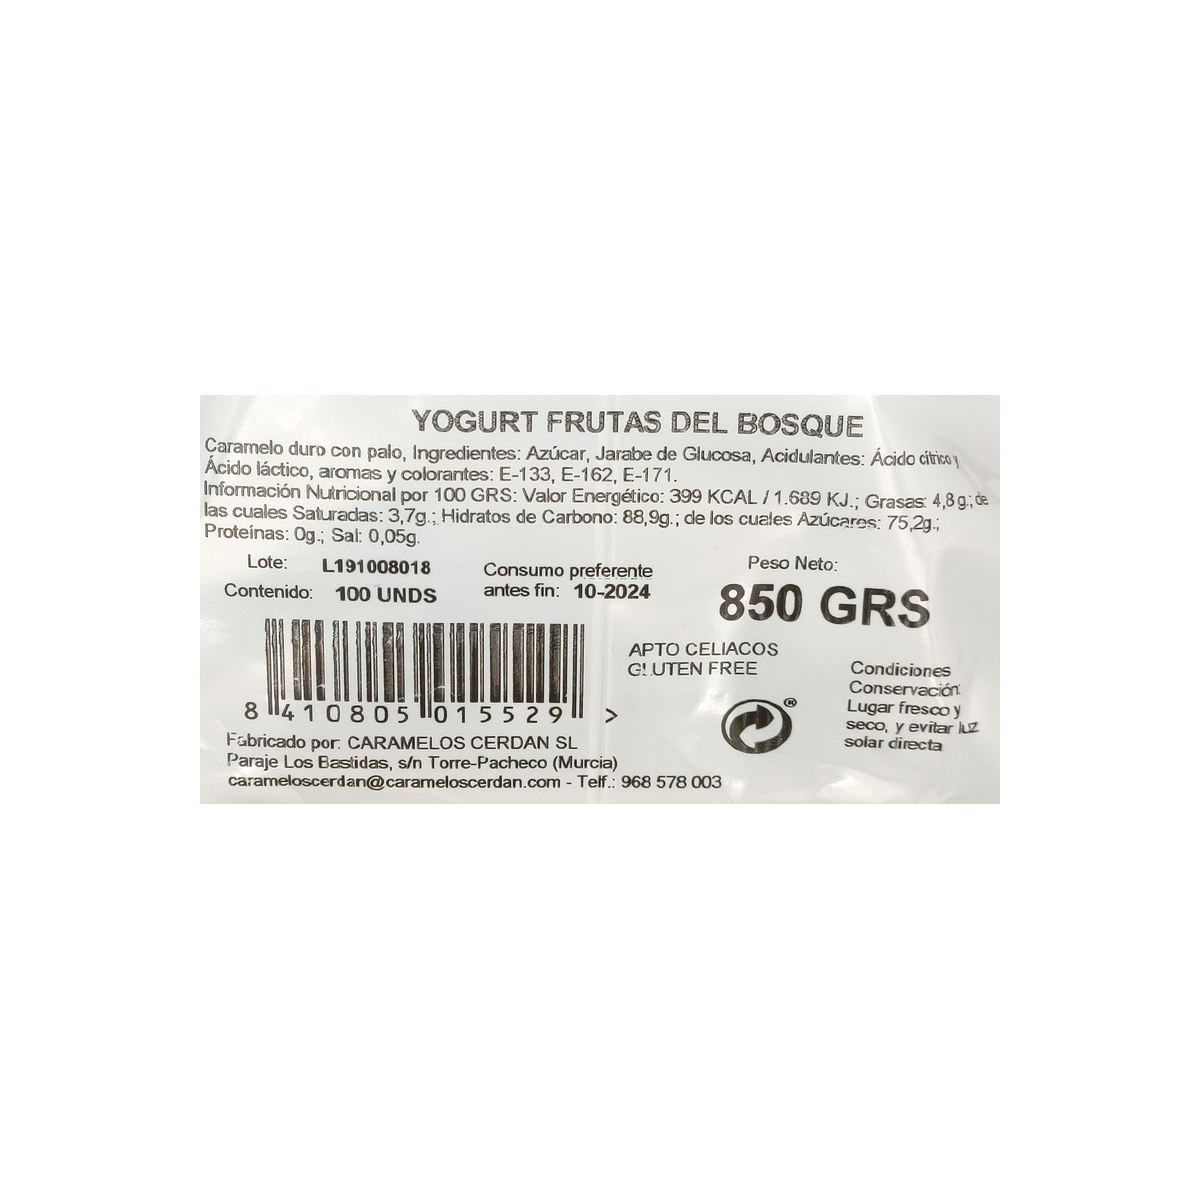 YOGURT FRUTAS DEL BOSQUE
Caramelo duro con palo, Ingredientes: Azúcar, Jarabe de Glucosa, Acidulantes: Ácido cítrico y
Ácido láctico, aromas y colorantes: E-133, E-162, E-171.
Información Nutricional por 100 GRS: Valor Energético: 399 KCAL / 1.689 KJ.; Grasas: 4,8 g.; de
las cuales Saturadas: 3,7g.; Hidratos de Carbono: 88,9g.; de los cuales Azúcares: 75,2g.;
Proteínas: 0g.; Sal: 0,05g.
Lote: L191008018
Contenido: 100 UNDS
Consumo preferente
antes fin: 10-2024
Peso Neto:
850 GRS
APTO CELIACOS
GLUTEN FREE
Condiciones
Conservación:
Lugar fresco y
seco, y evitar luz
solar directa
®
8 410805 015529 >
Fabricado por: CARAMELOS CERDAN SL
Paraje Los Bastidas, s/n Torre-Pacheco (Murcia)
carameloscerdan@carameloscerdan.com - Telf.: 968 578 003